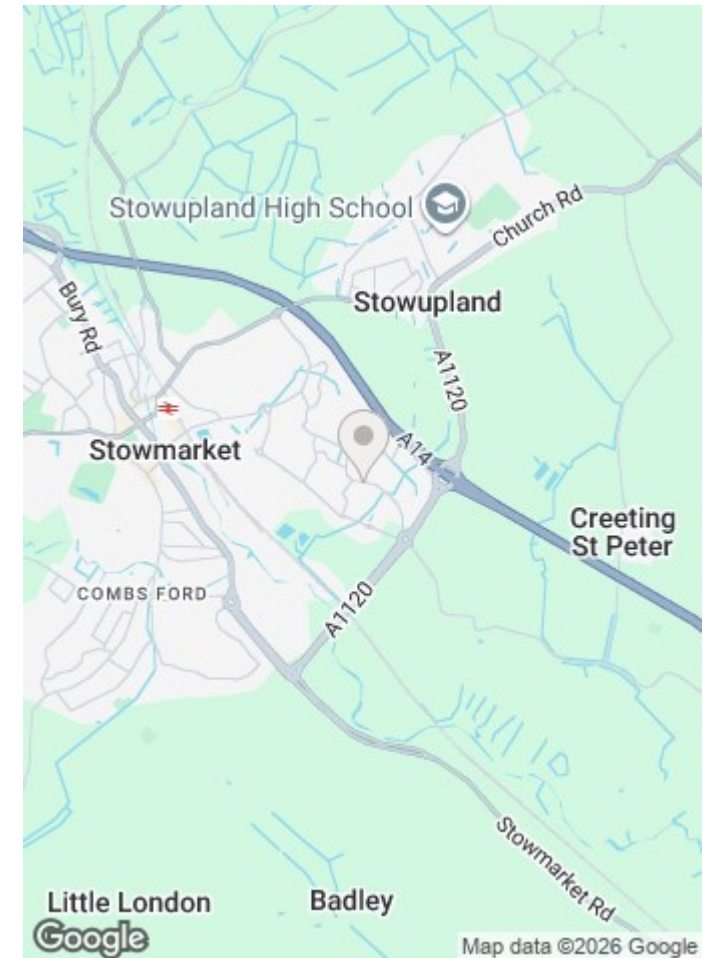 Stowupland High School
Church Rd
Bury Rd
Stowupland
A1120
Stowmarket
A14
Creeting
St Peter
COMBS FORD
A1120
Stowmarket Rd
Little London
Badley
Google
Map data ©2026 Google